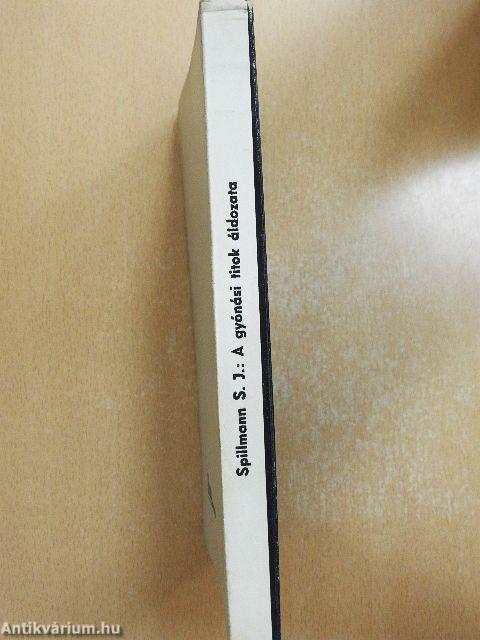 Spillmann S. J.: A gyónási titok áldozata
Antikvárium.hu